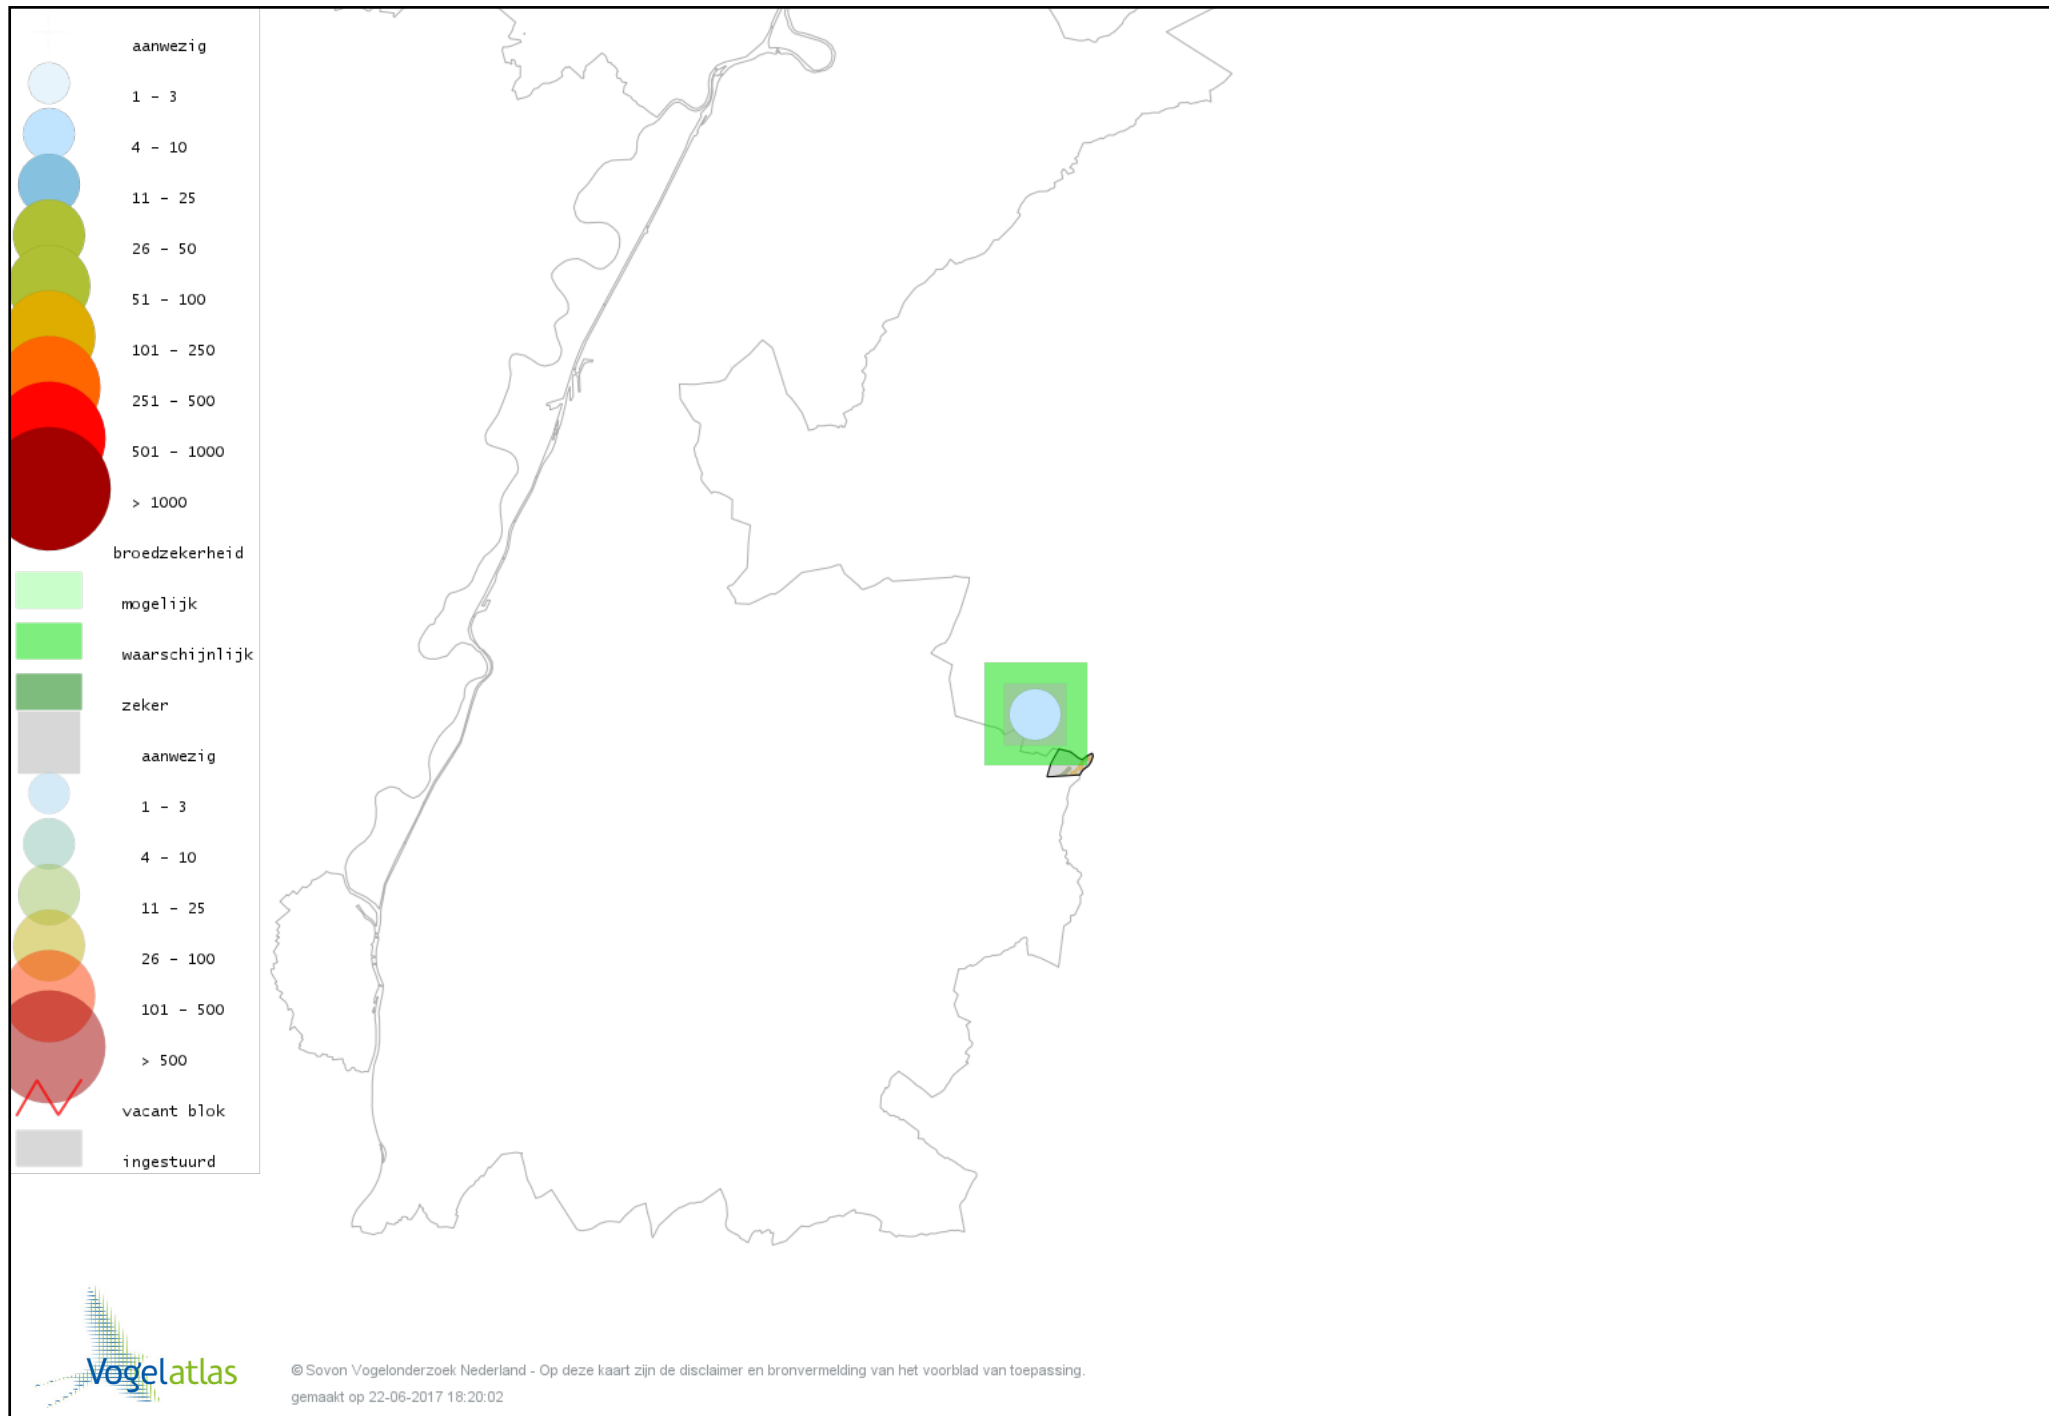 aanwezig
1 - 3
4 - 10
11 - 25
26 - 50
51 - 100
101 - 250
251 - 500
501 - 1000
> 1000
broedzekerheid
mogelijk
waarschijnlijk
zeker
aanwezig
1 - 3
4 - 10
11 - 25
26 - 100
101 - 500
> 500
vacant blok
ingestuurd
Vogelatlas
© Sovon Vogelonderzoek Nederland - Op deze kaart zijn de disclaimer en bronvermelding van het voorblad van toepassing.
gemaakt op 22-06-2017 18:20:02